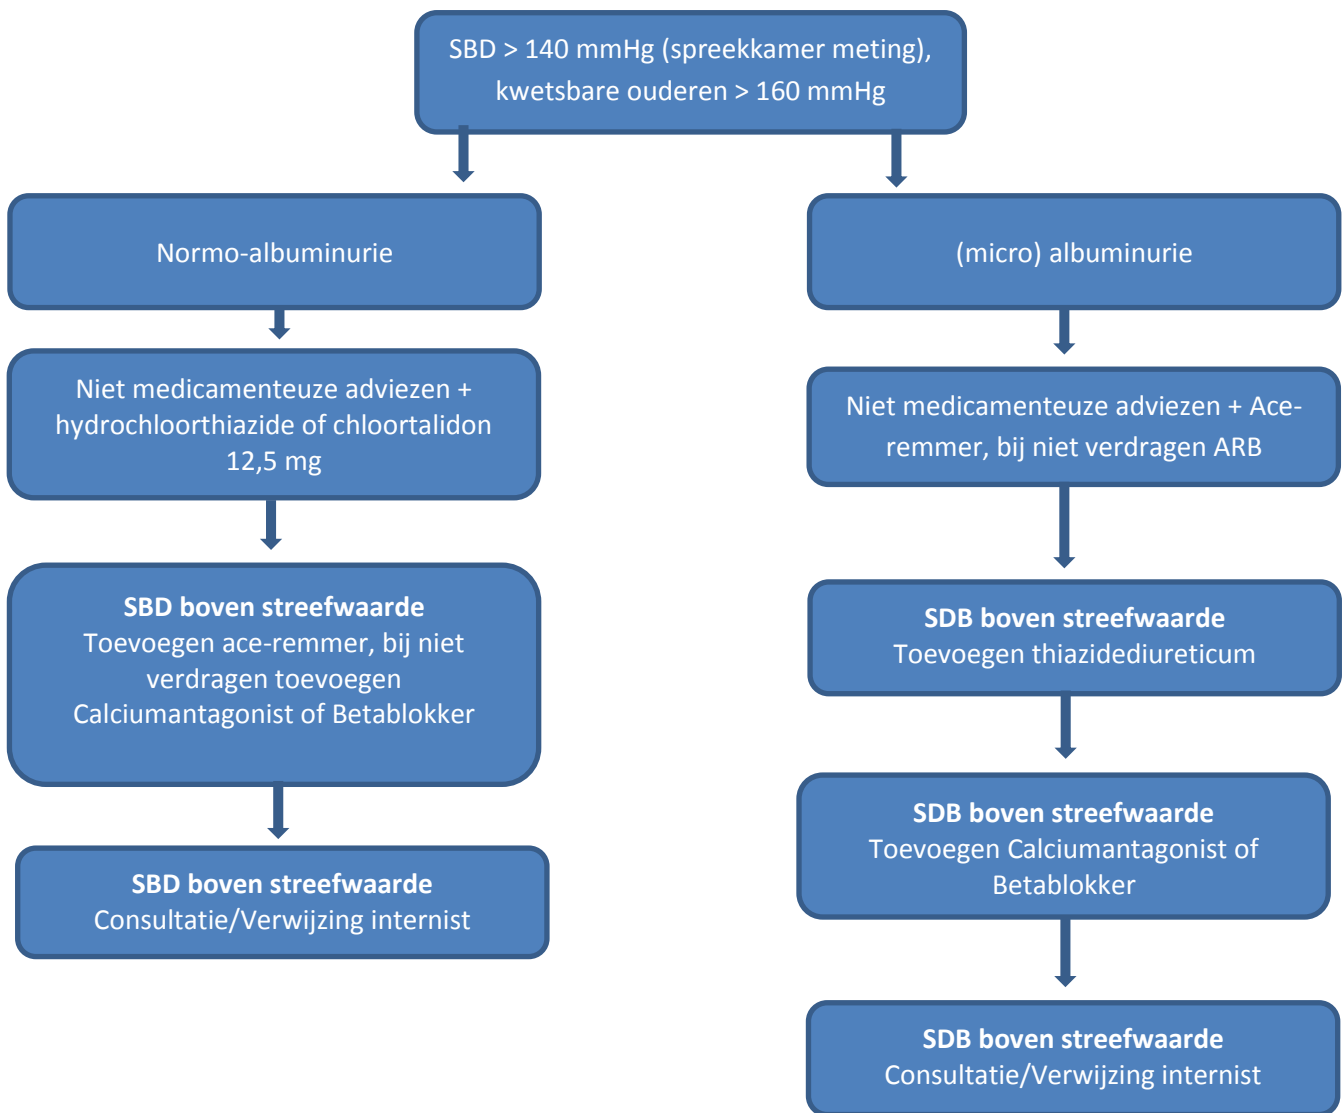 SBD > 140 mmHg (spreekkamer meting),
kwetsbare ouderen > 160 mmHg
Normo-albuminurie
(micro) albuminurie
Niet medicamenteuze adviezen +
hydrochloorthiazide of chloortalidon
12,5 mg
Niet medicamenteuze adviezen + Ace-
remmer, bij niet verdragen ARB
SBD boven streefwaarde
Toevoegen ace-remmer, bij niet
verdragen toevoegen
Calciumantagonist of Betablokker
SDB boven streefwaarde
Toevoegen thiazidediureticum
SDB boven streefwaarde
Toevoegen Calciumantagonist of
Betablokker
SBD boven streefwaarde
Consultatie/Verwijzing internist
SDB boven streefwaarde
Consultatie/Verwijzing internist